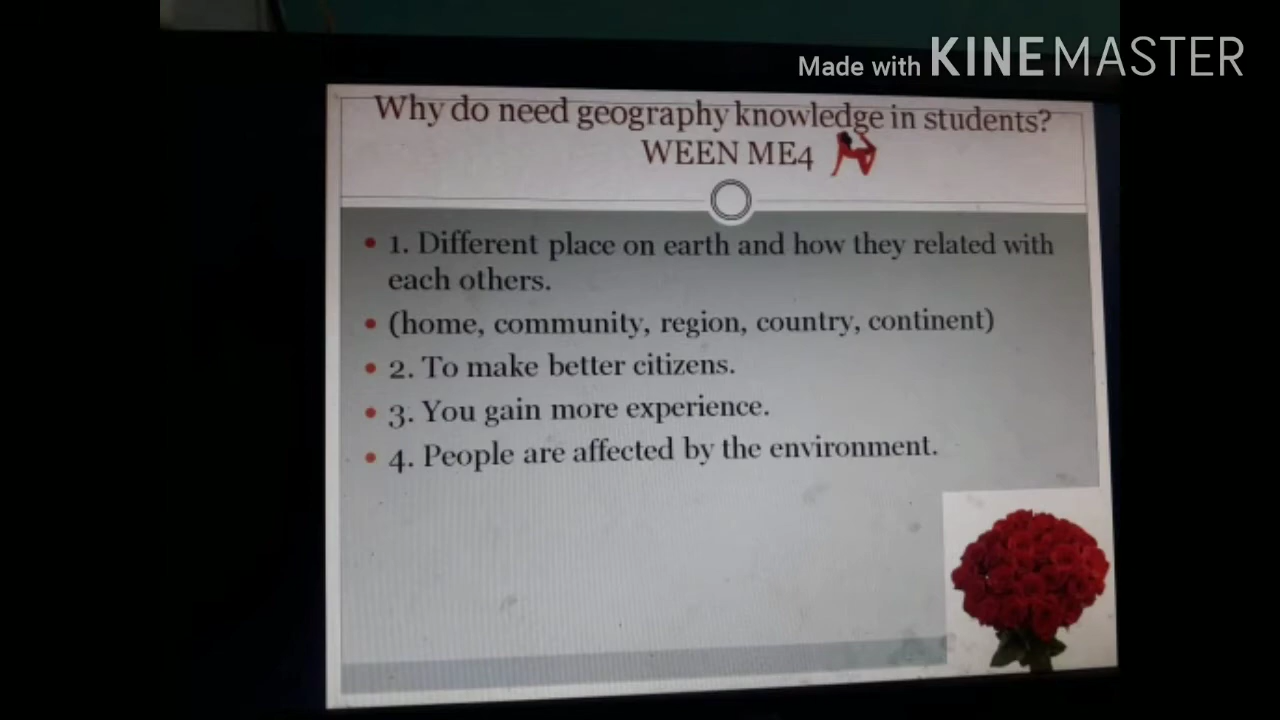 Made with KINEMASTER
Why do need geography knowledge in students?
WEEN ME4
• 1. Different place on earth and how they related with
each others.
• (home, community, region, country, continent)
• 2. To make better citizens.
• 3. You gain more experience.
• 4. People are affected by the environment.